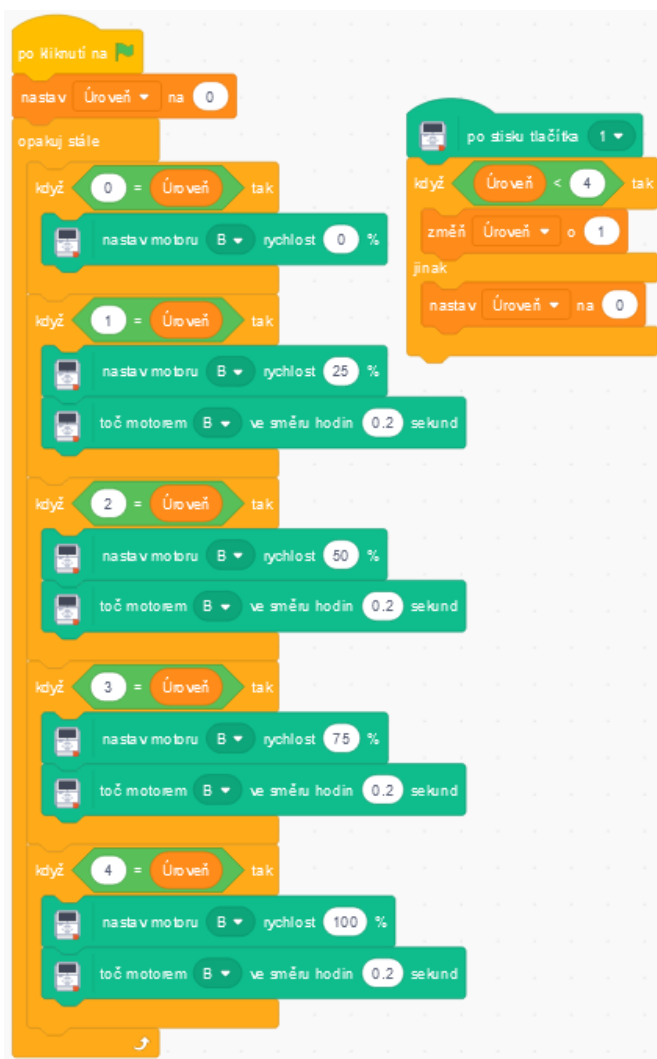 po kliknutí na
nastav Úroveň na 0
opakuj stále
když 0 = Úroveň tak
nastav motoru B rychlost 0 %
když 1 = Úroveň tak
nastav motoru B rychlost 25 %
toč motorem B ve směru hodin 0.2 sekund
když 2 = Úroveň tak
nastav motoru B rychlost 50 %
toč motorem B ve směru hodin 0.2 sekund
když 3 = Úroveň tak
nastav motoru B rychlost 75 %
toč motorem B ve směru hodin 0.2 sekund
když 4 = Úroveň tak
nastav motoru B rychlost 100 %
toč motorem B ve směru hodin 0.2 sekund
po stisku tlačítka 1
když Úroveň < 4 tak
změň Úroveň o 1
jinak
nastav Úroveň na 0